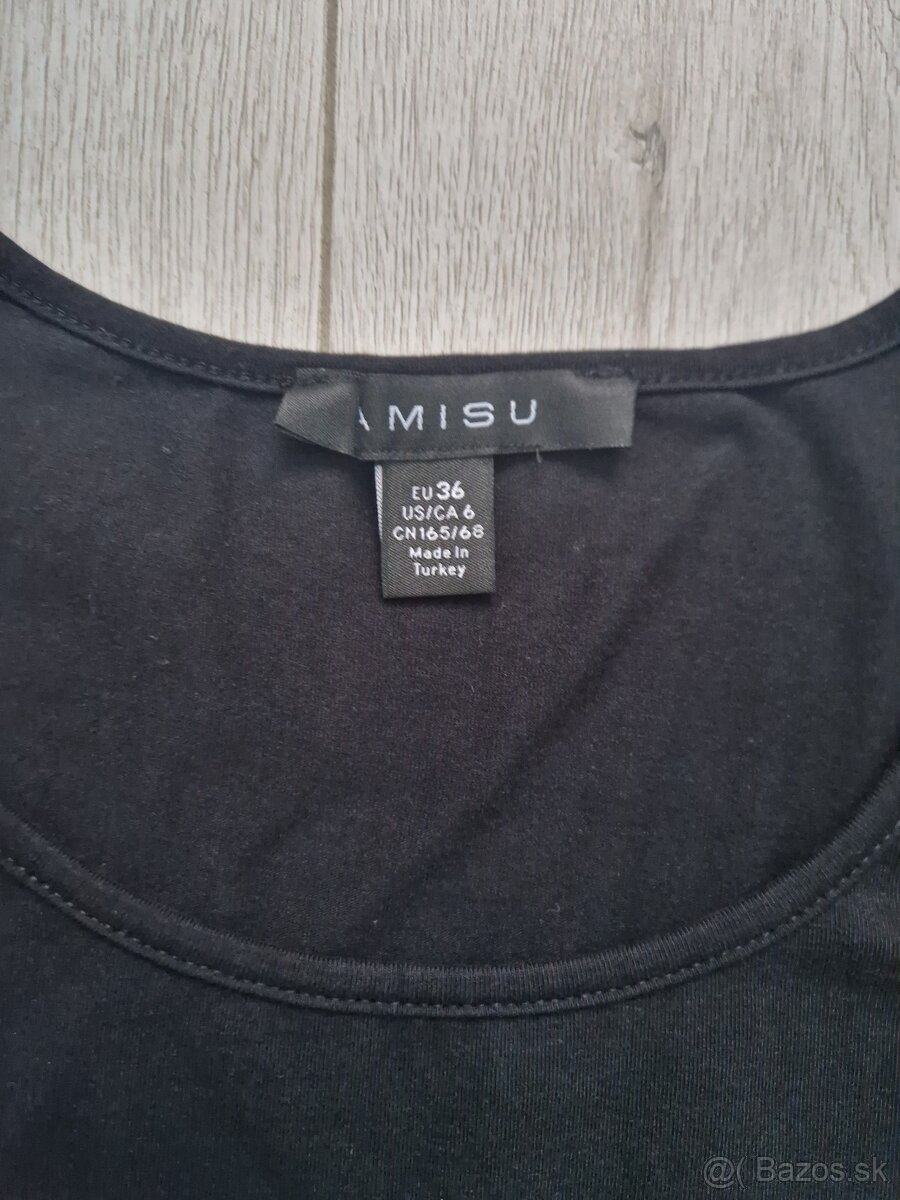 AMISU
EU 36
US/CA 6
CN165/68
Made In
Turkey
@( Bazos.sk